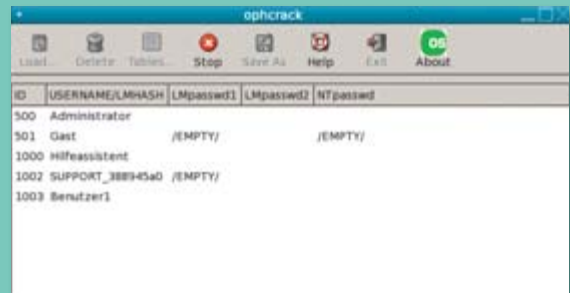 ophcrack
Load... Delete Tables... Stop Save As Help Exit OS About
ID USERNAME/LMHASH LMpasswd1 LMpasswd2 NTpasswd
500 Administrator
501 Gast /EMPTY/ /EMPTY/
1000 Hilfeassistent
1002 SUPPORT_388945a0 /EMPTY/
1003 Benutzer1